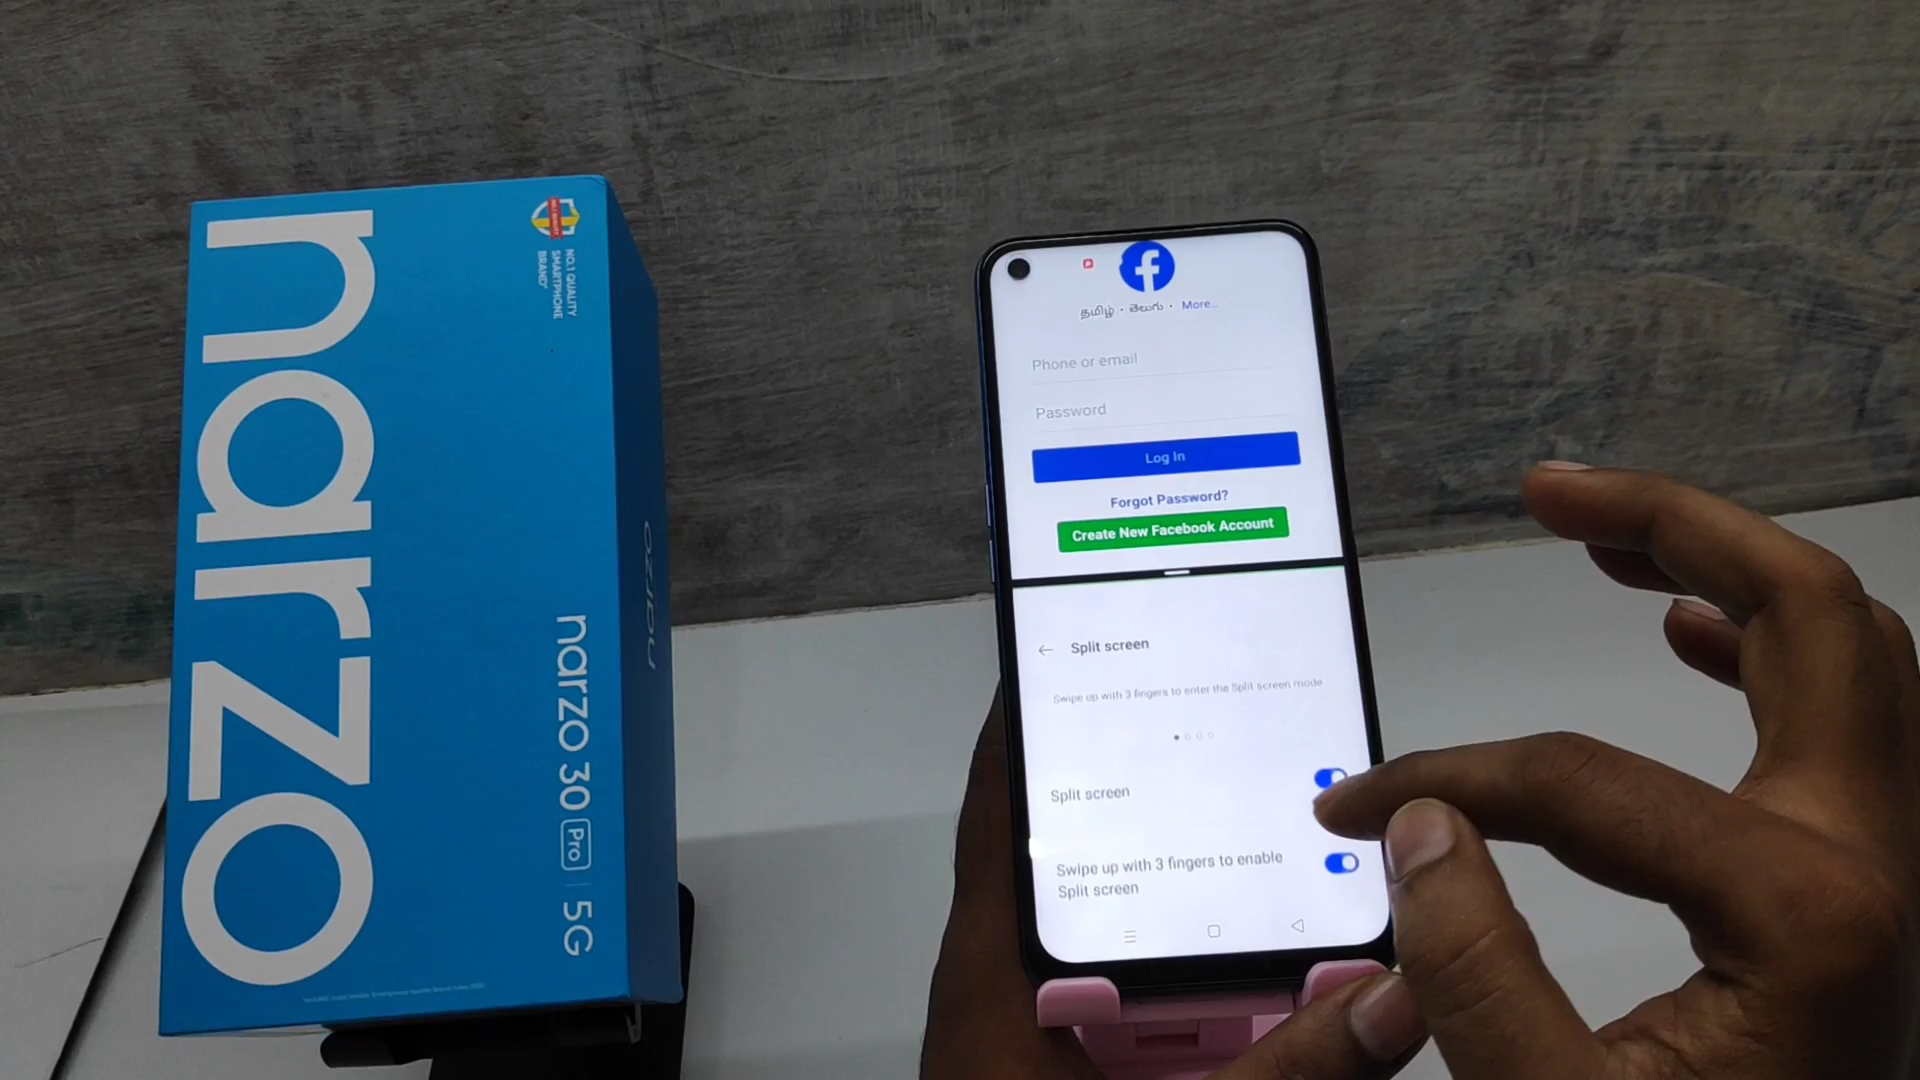 narzo
NO.1 QUALITY
SMARTPHONE
BRAND*
narzo 30 Pro | 5G
narzo
தமிழ் · తెలుగు · More...
Phone or email
Password
Log In
Forgot Password?
Create New Facebook Account
Split screen
Swipe up with 3 fingers to enter the Split screen mode
Split screen
Swipe up with 3 fingers to enable
Split screen